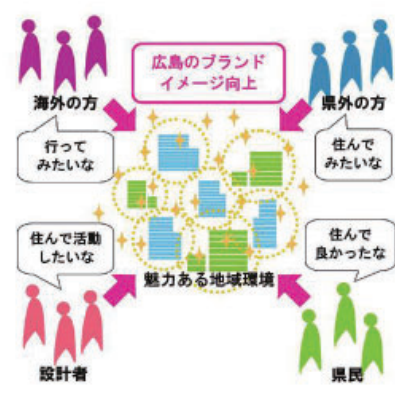 広島のブランド
イメージ向上
海外の方
県外の方
行って
みたいな
住んで
みたいな
住んで活動
したいな
住んで
良かったな
魅力ある地域環境
設計者
県民